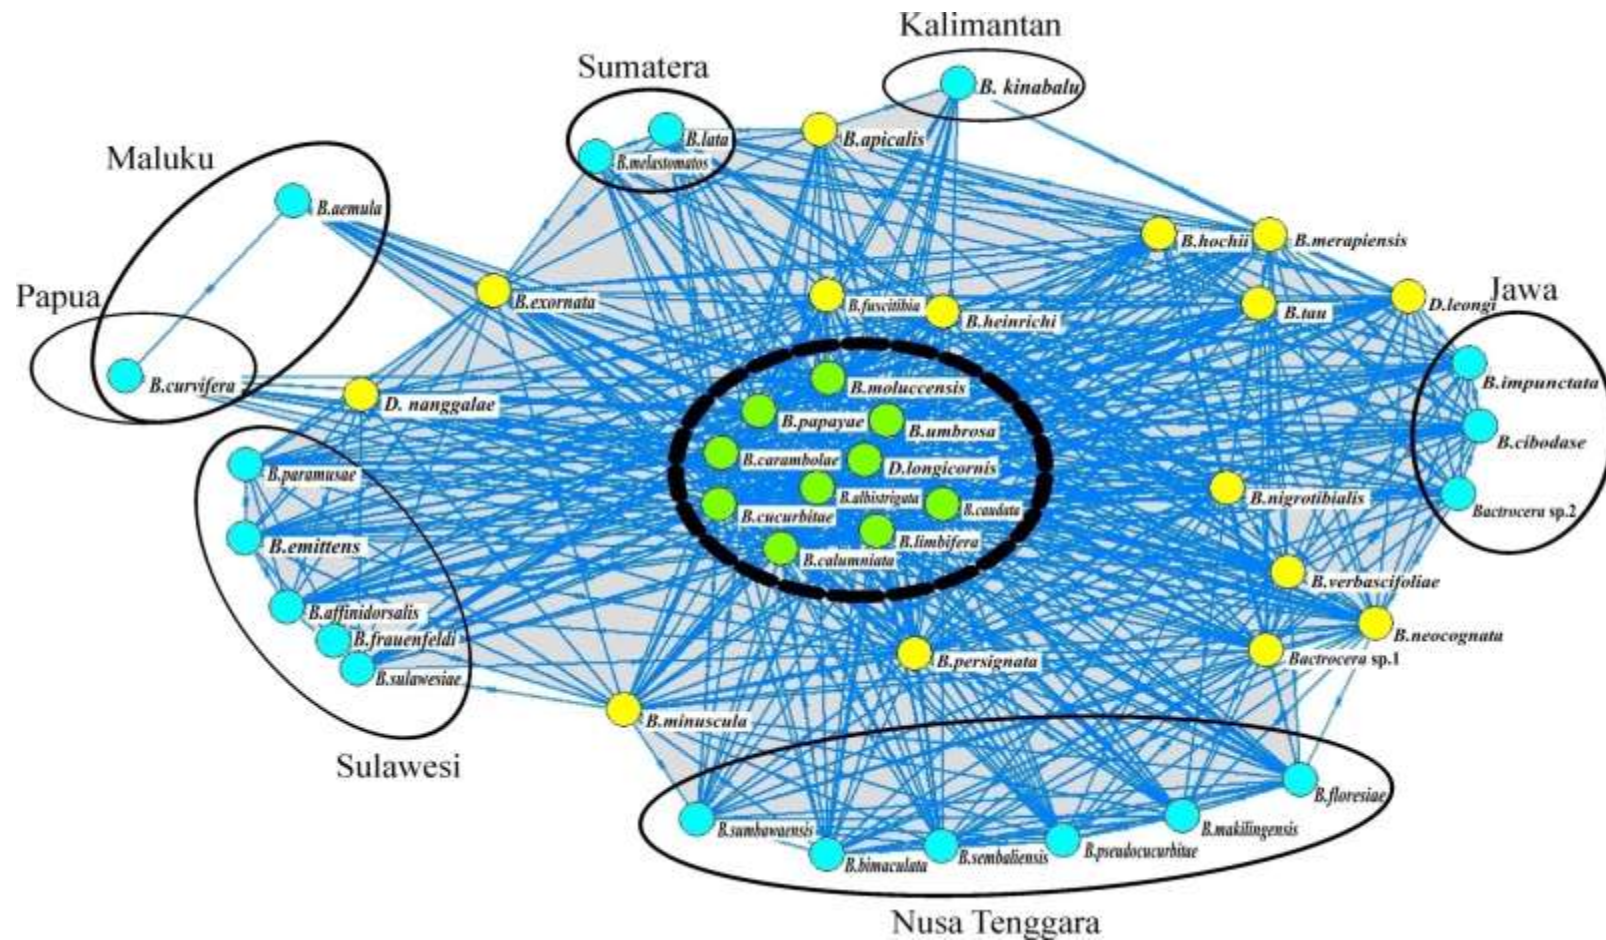 Kalimantan
B. kinabalu
Sumatera
B.lata
B.melastomatos
B.apicalis
Maluku
B.aemula
B.hochii
B.merapiensis
Papua
B.exornata
B.fuscitibia
B.heinrichi
B.tau
D.leongi
Jawa
B.curvifera
D. nanggalae
B.moluccensis
B.impunctata
B.papayae
B.umbrosa
B.cibodase
B.carambolae
D.longicornis
B.paramusae
B.albistrigata
B.nigrotibialis
B.cucurbitae
B.caudata
Bactrocera sp.2
B.emittens
B.limbifera
B.calumniata
B.verbascifoliae
B.affinidorsalis
B.frauenfeldi
B.neocognata
B.sulawesiae
B.persignata
Bactrocera sp.1
B.minuscula
Sulawesi
B.floresiae
B.sumbawaensis
B.makilingensis
B.bimaculata
B.sembaliensis
B.pseudocucurbitae
Nusa Tenggara